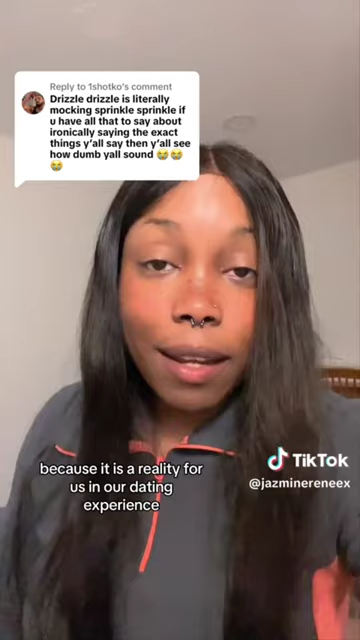 Reply to 1shotko's comment
Drizzle drizzle is literally
mocking sprinkle sprinkle if
u have all that to say about
ironically saying the exact
things y'all say then y'all see
how dumb yall sound 😭😭
😭
because it is a reality for
us in our dating
experience
TikTok
@jazminereneex